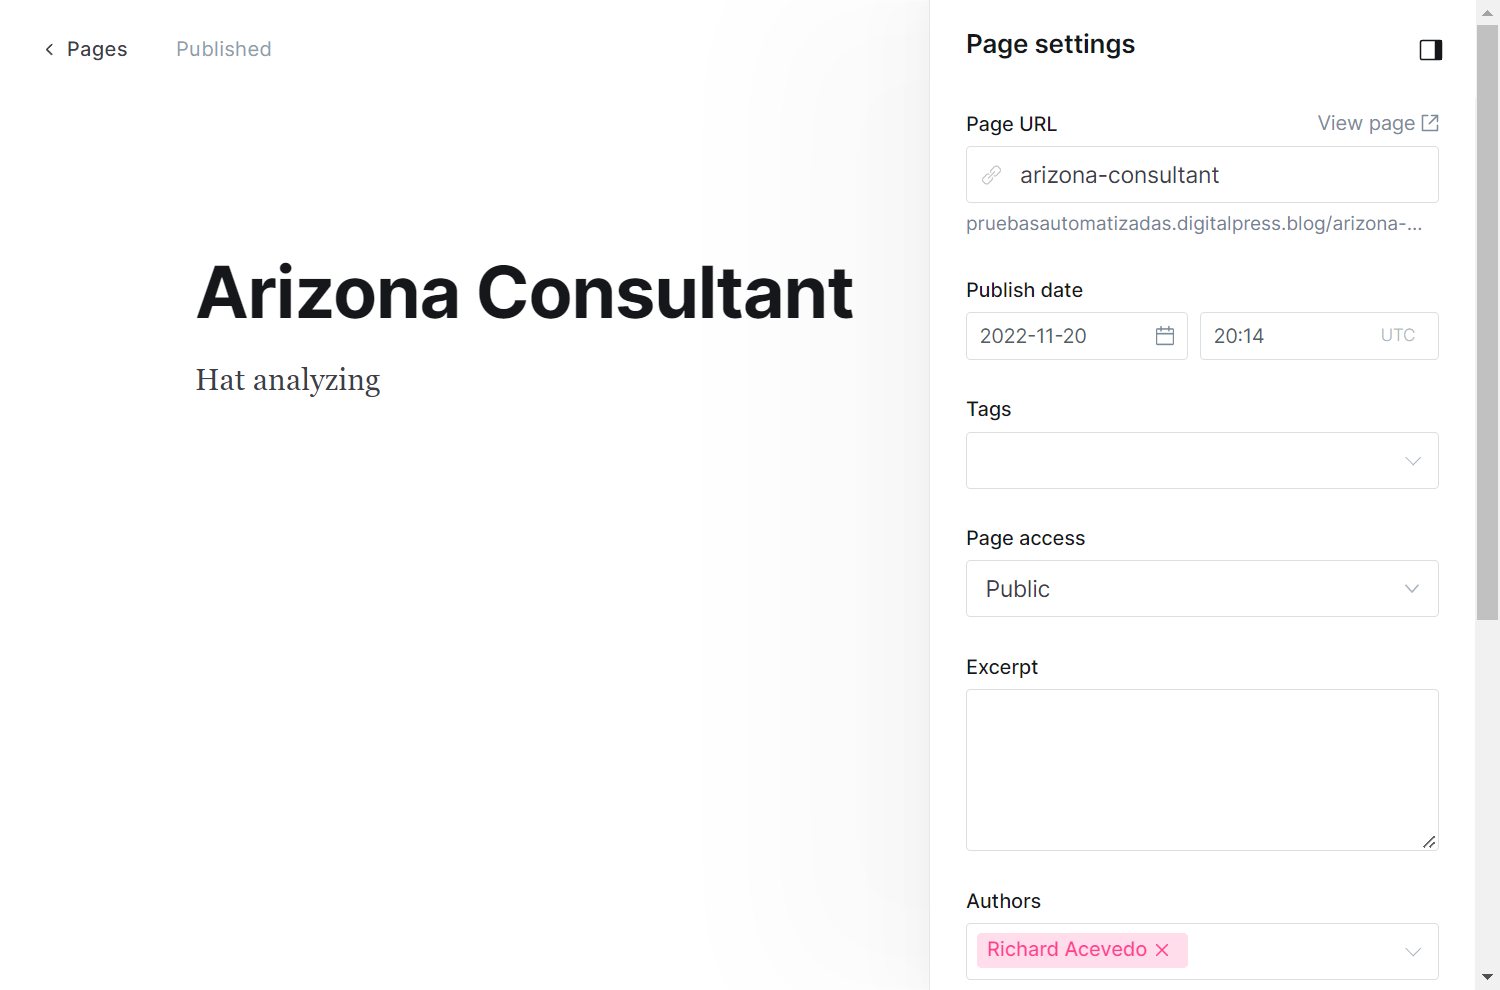 Pages
Published
Arizona Consultant
Hat analyzing
Page settings
Page URL
View page
arizona-consultant
pruebasautomatizadas.digitalpress.blog/arizona-...
Publish date
2022-11-20
20:14
UTC
Tags
Page access
Public
Excerpt
Authors
Richard Acevedo